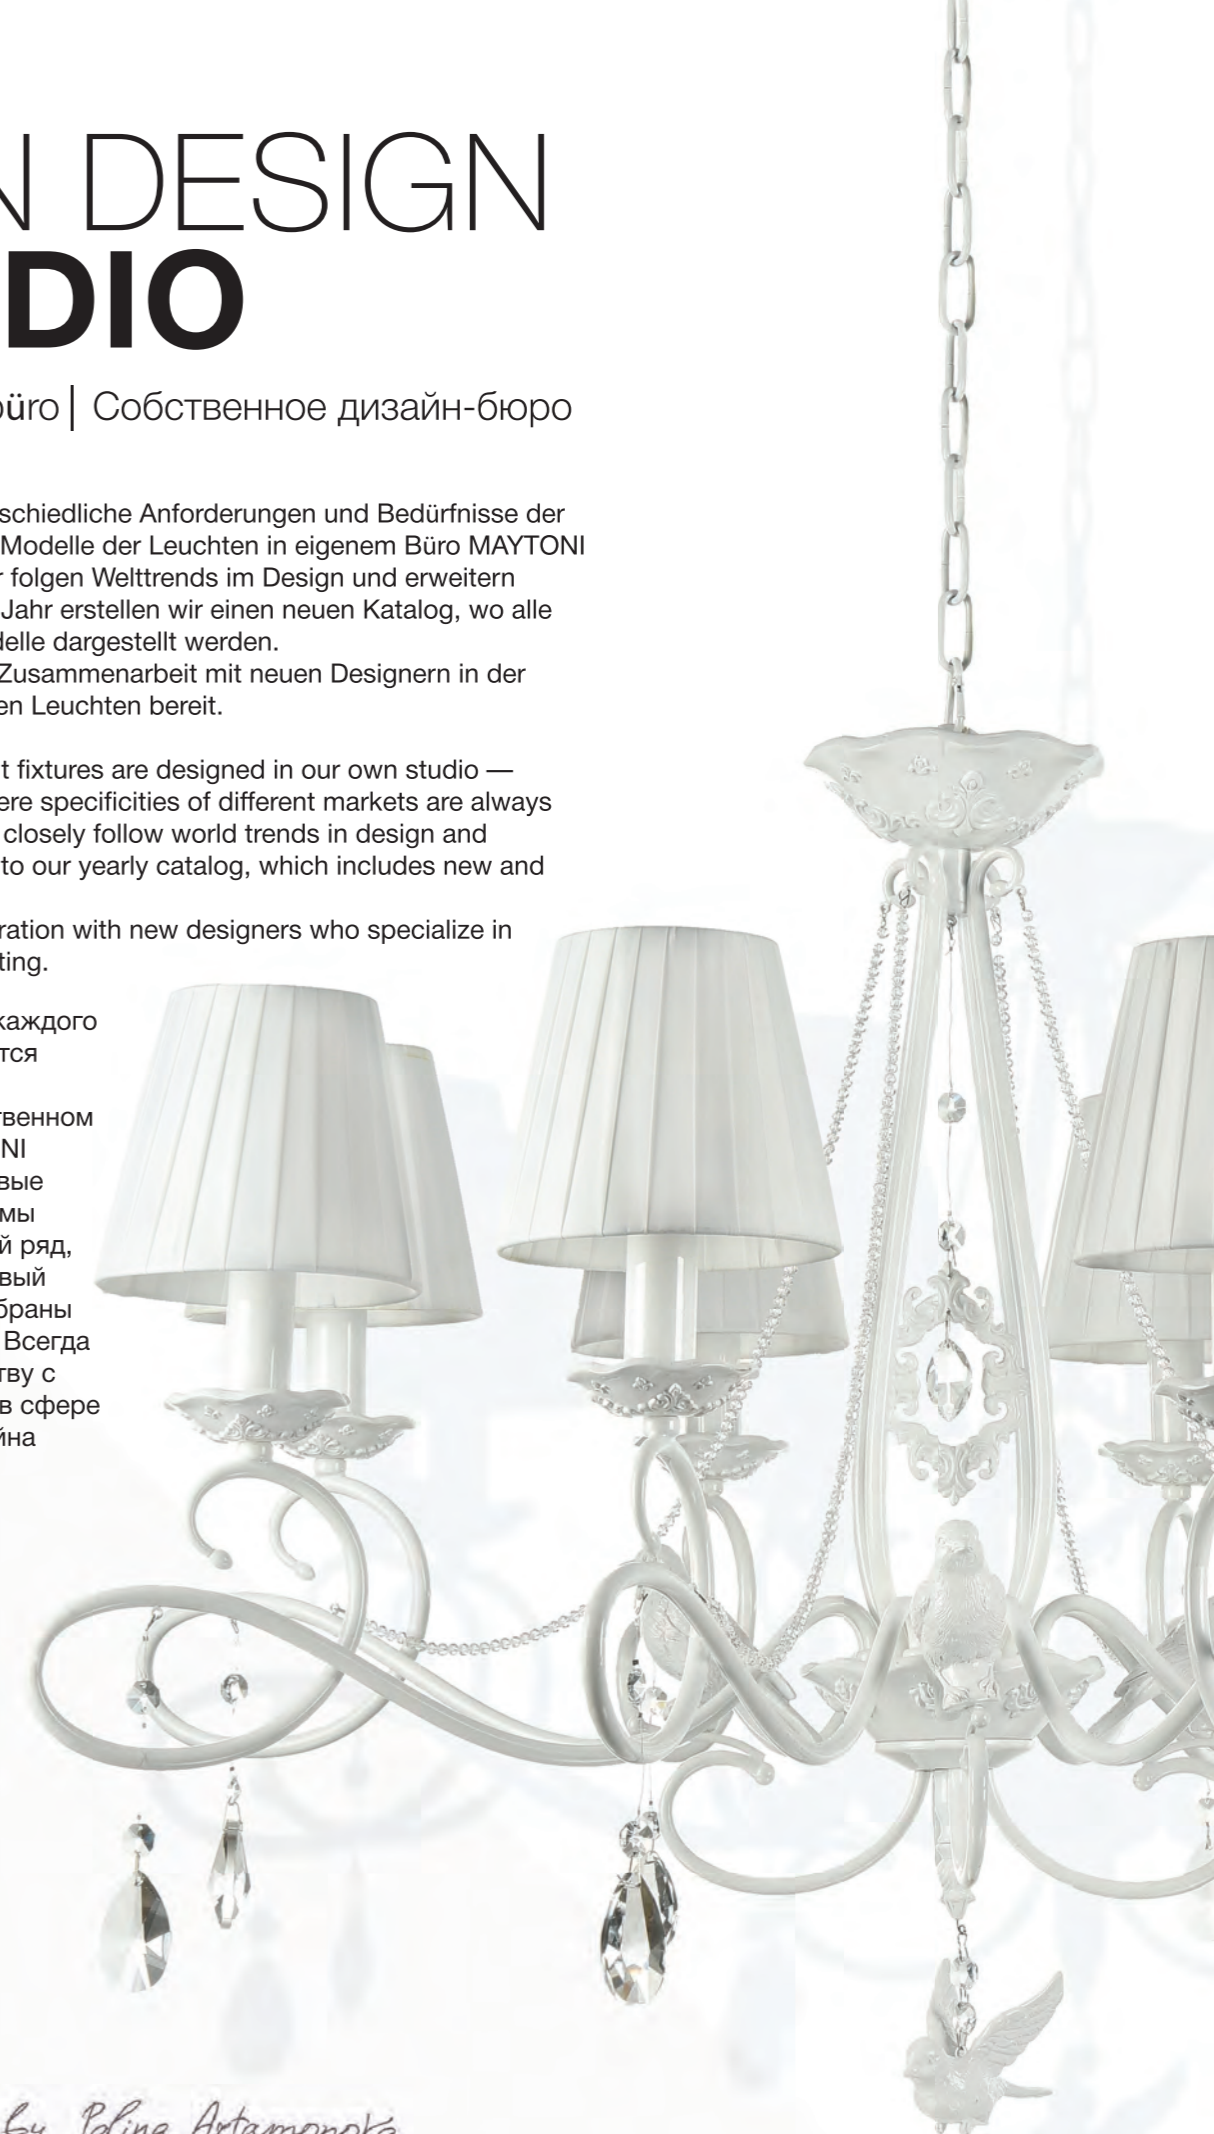 N DESIGN
DIO
büro | Собственное дизайн-бюро
schiedliche Anforderungen und Bedürfnisse der
Modelle der Leuchten in eigenem Büro MAYTONI
r folgen Welttrends im Design und erweitern
Jahr erstellen wir einen neuen Katalog, wo alle
delle dargestellt werden.
Zusammenarbeit mit neuen Designern in der
en Leuchten bereit.
t fixtures are designed in our own studio —
ere specificities of different markets are always
closely follow world trends in design and
to our yearly catalog, which includes new and
ration with new designers who specialize in
ting.
каждого
тся
твенном
NI
вые
мы
й ряд,
вый
браны
Всегда
тву с
в сфере
йна
by Polina Artamonova